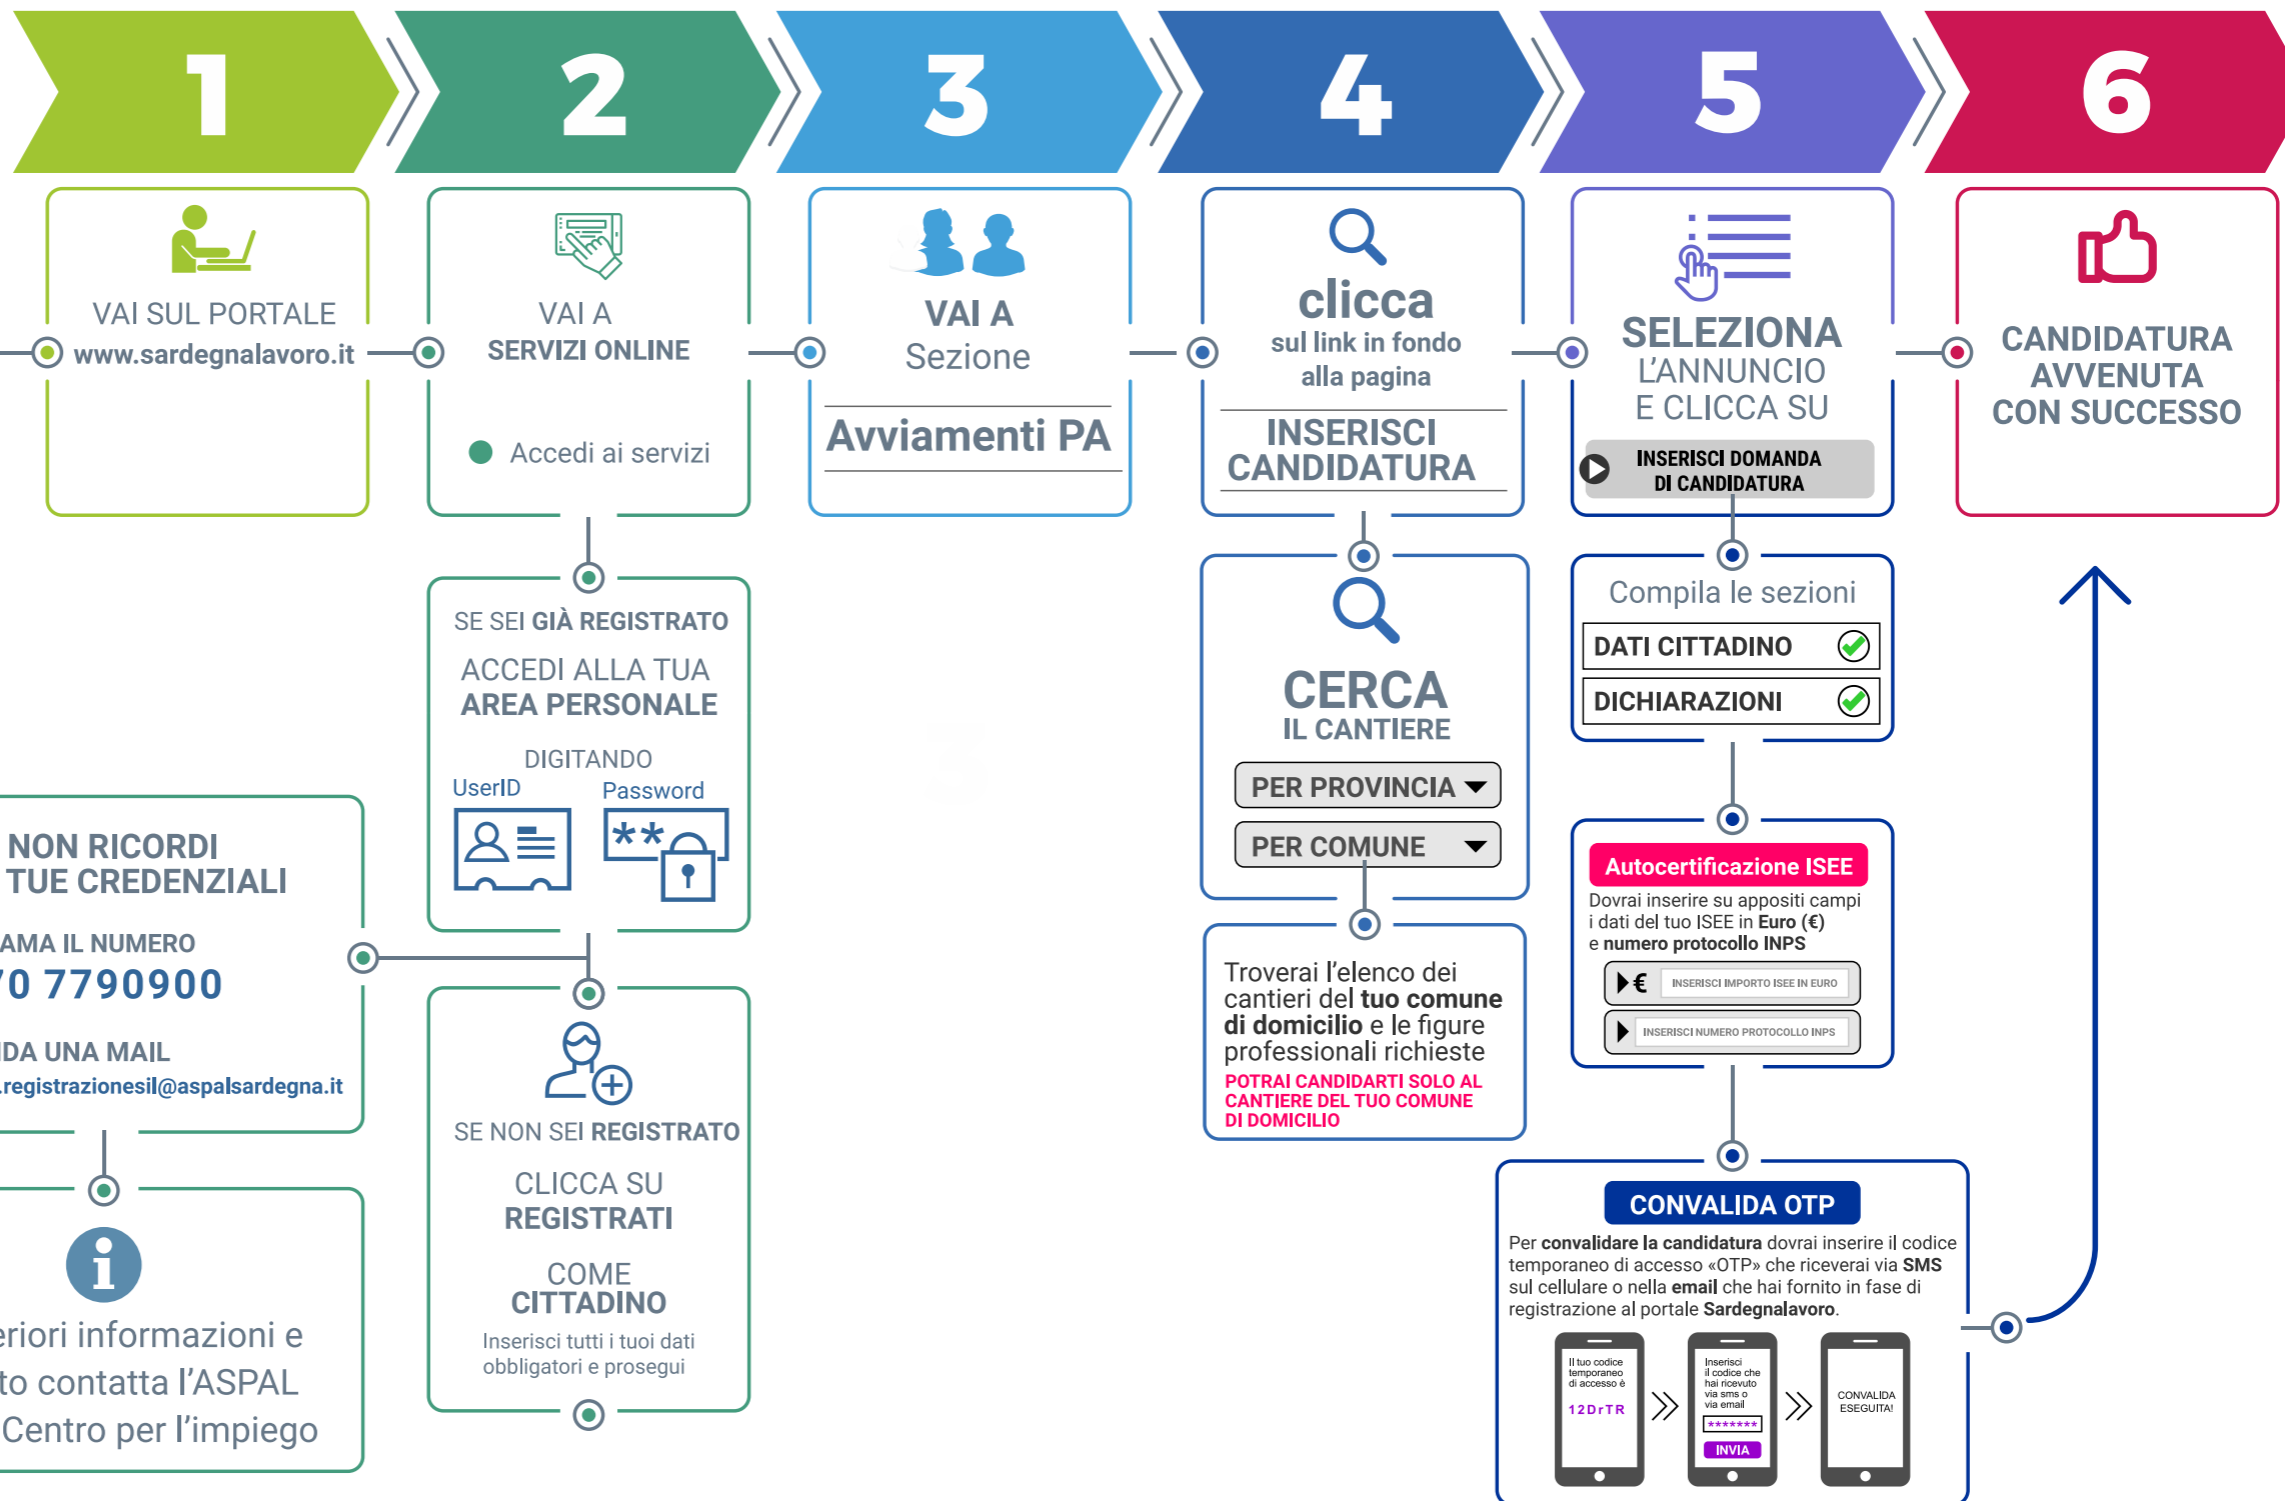 1
2
3
4
5
6
VAI SUL PORTALE
www.sardegnalavoro.it
VAI A
SERVIZI ONLINE
Accedi ai servizi
VAI A
Sezione
Avviamenti PA
clicca
sul link in fondo
alla pagina
INSERISCI
CANDIDATURA
SELEZIONA
L'ANNUNCIO
E CLICCA SU
INSERISCI DOMANDA
DI CANDIDATURA
CANDIDATURA
AVVENUTA
CON SUCCESSO
SE SEI GIÀ REGISTRATO
ACCEDI ALLA TUA
AREA PERSONALE
DIGITANDO
UserID
Password
**
NON RICORDI
TUE CREDENZIALI
AMA IL NUMERO
70 7790900
DA UNA MAIL
.registrazionesil@aspalsardegna.it
i
eriori informazioni e
to contatta l'ASPAL
Centro per l'impiego
SE NON SEI REGISTRATO
CLICCA SU
REGISTRATI
COME
CITTADINO
Inserisci tutti i tuoi dati
obbligatori e prosegui
CERCA
IL CANTIERE
PER PROVINCIA
PER COMUNE
Troverai l'elenco dei
cantieri del tuo comune
di domicilio e le figure
professionali richieste
POTRAI CANDIDARTI SOLO AL
CANTIERE DEL TUO COMUNE
DI DOMICILIO
Compila le sezioni
DATI CITTADINO
DICHIARAZIONI
Autocertificazione ISEE
Dovrai inserire su appositi campi
i dati del tuo ISEE in Euro (€)
e numero protocollo INPS
€ INSERISCI IMPORTO ISEE IN EURO
INSERISCI NUMERO PROTOCOLLO INPS
CONVALIDA OTP
Per convalidare la candidatura dovrai inserire il codice
temporaneo di accesso «OTP» che riceverai via SMS
sul cellulare o nella email che hai fornito in fase di
registrazione al portale Sardegnalavoro.
Il tuo codice
temporaneo
di accesso è
12DrTR
Inserisci
il codice che
hai ricevuto
via sms o
via email
*******
INVIA
CONVALIDA
ESEGUITA!